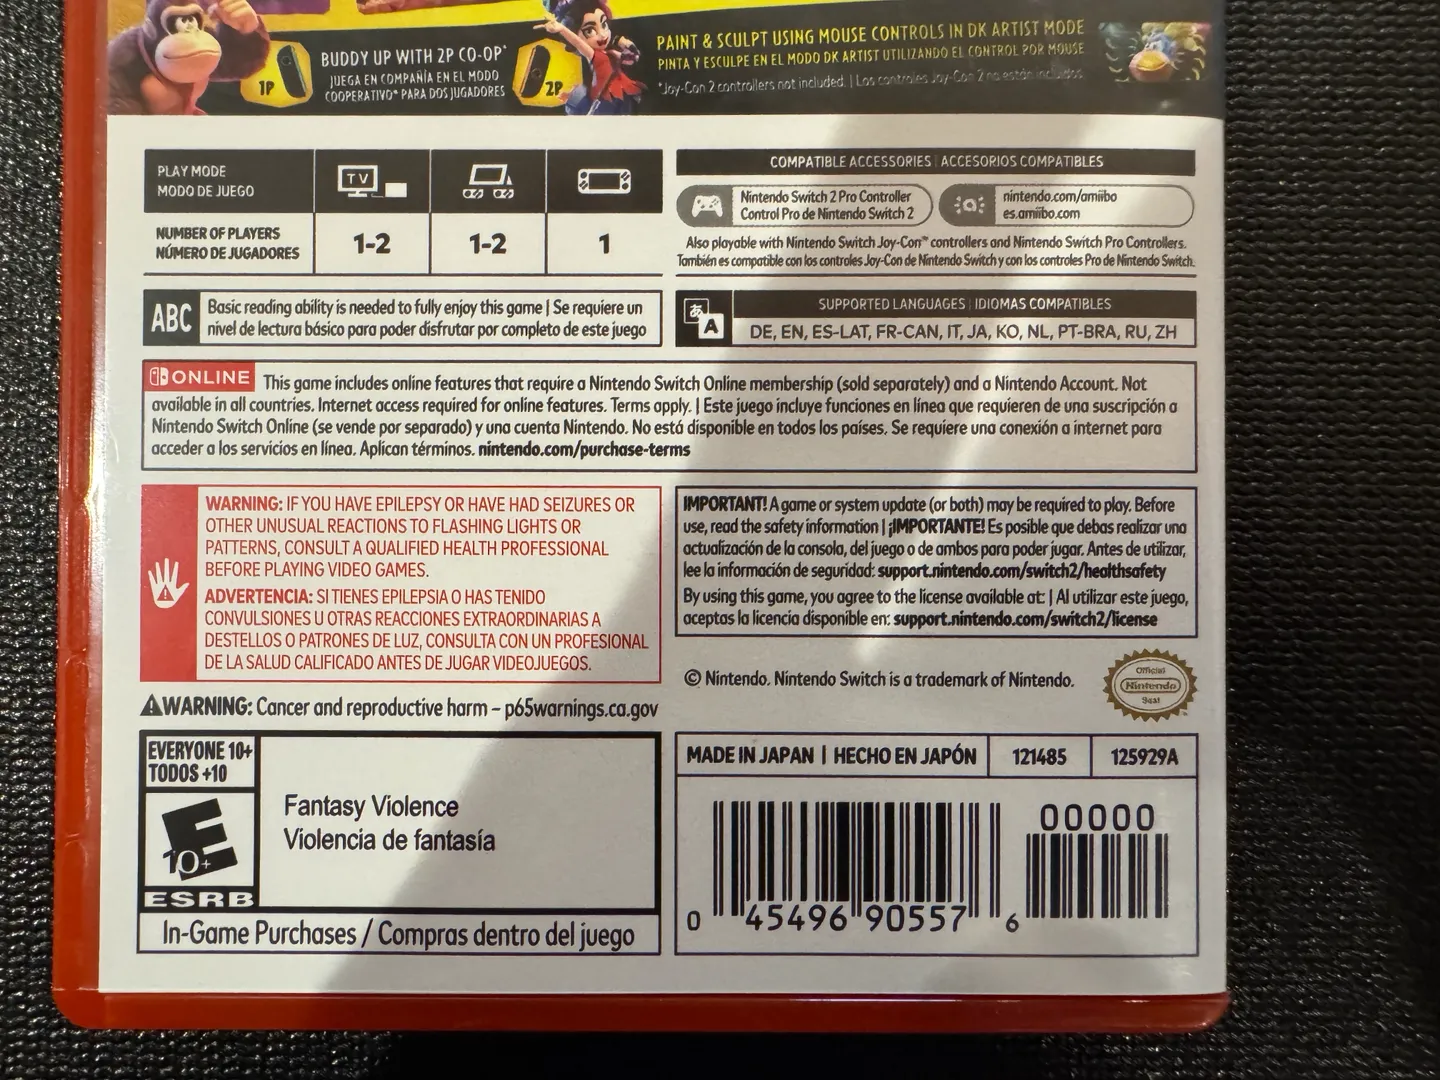 BUDDY UP WITH 2P CO-OP*
JUEGA EN COMPAÑÍA EN EL MODO
COOPERATIVO* PARA DOS JUGADORES
1P
2P
PAINT & SCULPT USING MOUSE CONTROLS IN DK ARTIST MODE
PINTA Y ESCULPE EN EL MODO DK ARTIST UTILIZANDO EL CONTROL POR MOUSE
*Joy-Con 2 controllers not included. | Los controles Joy-Con 2 no están incluidos.
PLAY MODE
MODO DE JUEGO
TV
NUMBER OF PLAYERS
NÚMERO DE JUGADORES
1-2
1-2
1
COMPATIBLE ACCESSORIES | ACCESORIOS COMPATIBLES
Nintendo Switch 2 Pro Controller
Control Pro de Nintendo Switch 2
nintendo.com/amiibo
es.amiibo.com
Also playable with Nintendo Switch Joy-Con™ controllers and Nintendo Switch Pro Controllers.
También es compatible con los controles Joy-Con de Nintendo Switch y con los controles Pro de Nintendo Switch.
ABC
Basic reading ability is needed to fully enjoy this game | Se requiere un
nivel de lectura básico para poder disfrutar por completo de este juego
あ
A
SUPPORTED LANGUAGES | IDIOMAS COMPATIBLES
DE, EN, ES-LAT, FR-CAN, IT, JA, KO, NL, PT-BRA, RU, ZH
ONLINE This game includes online features that require a Nintendo Switch Online membership (sold separately) and a Nintendo Account. Not
available in all countries. Internet access required for online features. Terms apply. | Este juego incluye funciones en línea que requieren de una suscripción a
Nintendo Switch Online (se vende por separado) y una cuenta Nintendo. No está disponible en todos los países. Se requiere una conexión a internet para
acceder a los servicios en línea. Aplican términos. nintendo.com/purchase-terms
WARNING: IF YOU HAVE EPILEPSY OR HAVE HAD SEIZURES OR
OTHER UNUSUAL REACTIONS TO FLASHING LIGHTS OR
PATTERNS, CONSULT A QUALIFIED HEALTH PROFESSIONAL
BEFORE PLAYING VIDEO GAMES.
ADVERTENCIA: SI TIENES EPILEPSIA O HAS TENIDO
CONVULSIONES U OTRAS REACCIONES EXTRAORDINARIAS A
DESTELLOS O PATRONES DE LUZ, CONSULTA CON UN PROFESIONAL
DE LA SALUD CALIFICADO ANTES DE JUGAR VIDEOJUEGOS.
IMPORTANT! A game or system update (or both) may be required to play. Before
use, read the safety information | ¡IMPORTANTE! Es posible que debas realizar una
actualización de la consola, del juego o de ambos para poder jugar. Antes de utilizar,
lee la información de seguridad: support.nintendo.com/switch2/healthsafety
By using this game, you agree to the license available at: | Al utilizar este juego,
aceptas la licencia disponible en: support.nintendo.com/switch2/license
© Nintendo. Nintendo Switch is a trademark of Nintendo.
Official
Nintendo
Seal
WARNING: Cancer and reproductive harm – p65warnings.ca.gov
EVERYONE 10+
TODOS +10
E
10+
ESRB
Fantasy Violence
Violencia de fantasía
In-Game Purchases / Compras dentro del juego
MADE IN JAPAN | HECHO EN JAPÓN
121485
125929A
00000
0 45496 90557 6